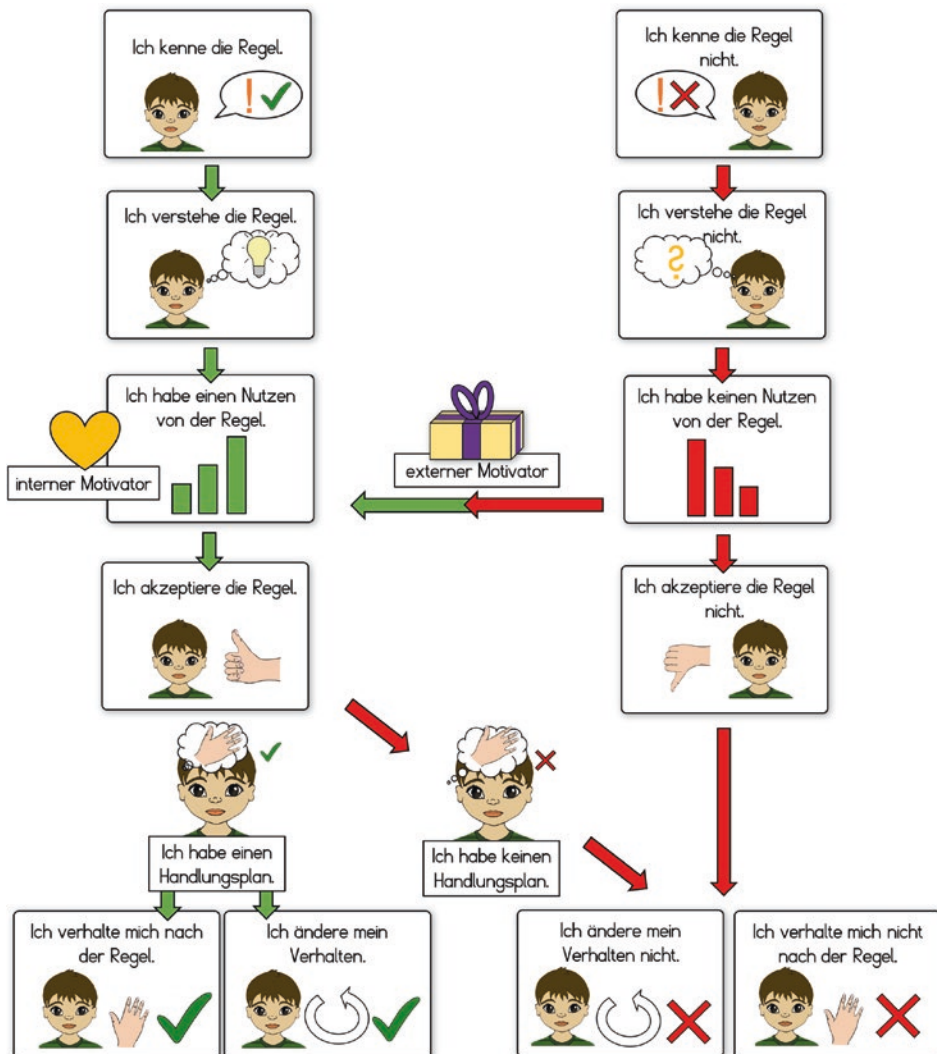 Ich kenne die Regel.
Ich kenne die Regel
nicht.
Ich verstehe die Regel.
Ich verstehe die Regel
nicht.
Ich habe einen Nutzen
von der Regel.
interner Motivator
externer Motivator
Ich habe keinen Nutzen
von der Regel.
Ich akzeptiere die Regel.
Ich akzeptiere die Regel
nicht.
Ich habe einen
Handlungsplan.
Ich habe keinen
Handlungsplan.
Ich verhalte mich nach
der Regel.
Ich ändere mein
Verhalten.
Ich ändere mein
Verhalten nicht.
Ich verhalte mich nicht
nach der Regel.